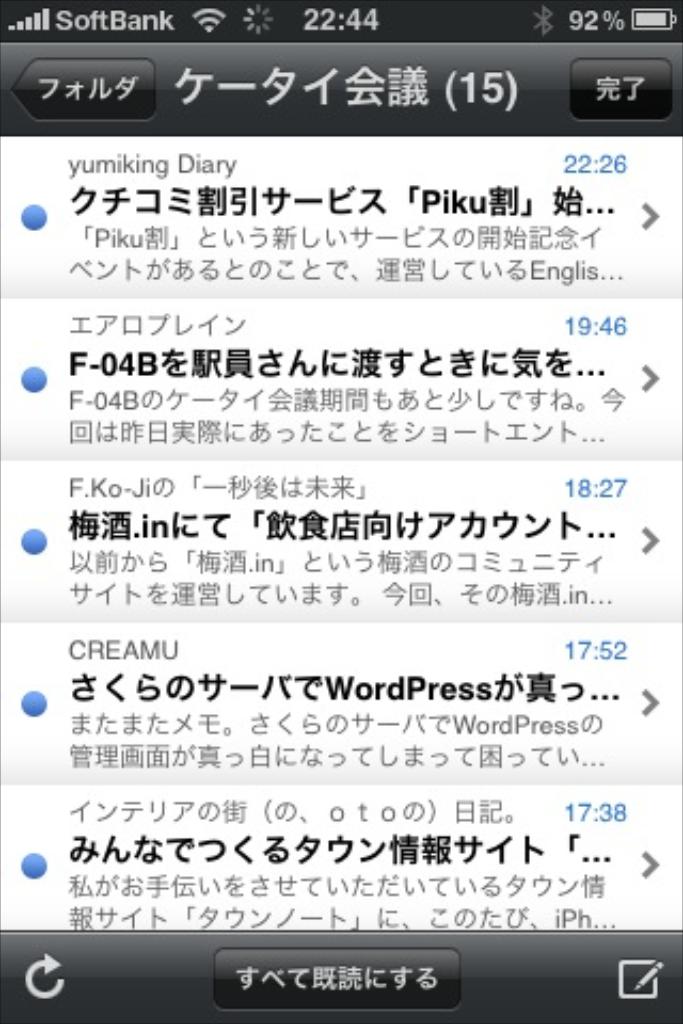 SoftBank 22:44 92%
フォルダ ケータイ会議 (15) 完了
yumiking Diary 22:26
クチコミ割引サービス「Piku割」始...
「Piku割」という新しいサービスの開始記念イ
ベントがあるとのことで、運営しているEnglis...
エアロプレイン 19:46
F-04Bを駅員さんに渡すときに気を...
F-04Bのケータイ会議期間もあと少しですね。今
回は昨日実際にあったことをショートエント...
F.Ko-Jiの「一秒後は未来」 18:27
梅酒.inにて「飲食店向けアカウント...
以前から「梅酒.in」という梅酒のコミュニティ
サイトを運営しています。 今回、その梅酒.in...
CREAMU 17:52
さくらのサーバでWordPressが真っ...
またまたメモ。さくらのサーバでWordPressの
管理画面が真っ白になってしまって困ってい...
インテリアの街（の、ｏｔｏの）日記。 17:38
みんなでつくるタウン情報サイト「...
私がお手伝いをさせていただいているタウン情
報サイト「タウンノート」に、このたび、iPh...
すべて既読にする